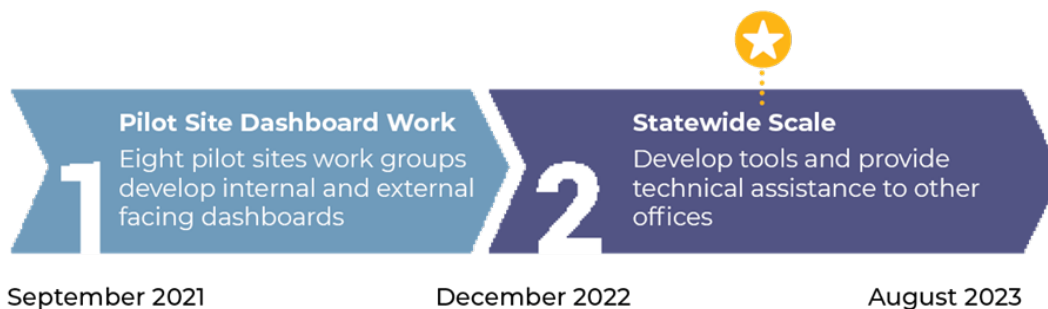 1
Pilot Site Dashboard Work
Eight pilot sites work groups
develop internal and external
facing dashboards
2
Statewide Scale
Develop tools and provide
technical assistance to other
offices
September 2021
December 2022
August 2023